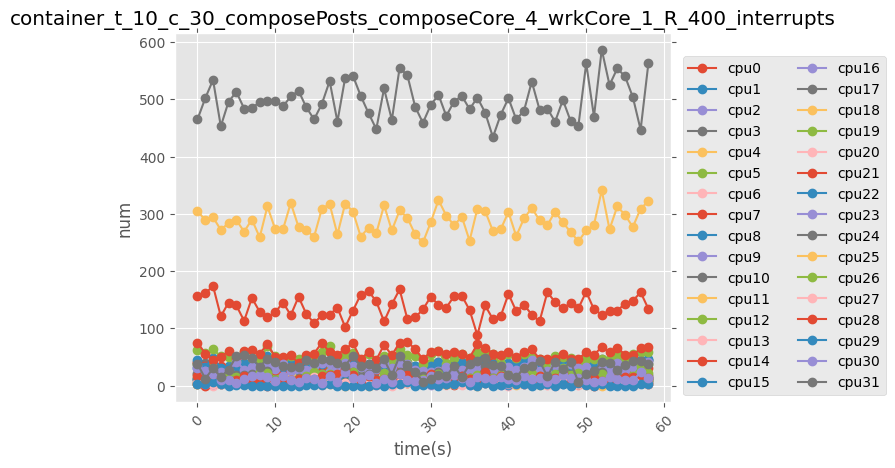 container_t_10_c_30_composePosts_composeCore_4_wrkCore_1_R_400_interrupts
600
500
400
300
200
100
0
num
0
10
20
30
40
50
60
time(s)
cpu0
cpu1
cpu2
cpu3
cpu4
cpu5
cpu6
cpu7
cpu8
cpu9
cpu10
cpu11
cpu12
cpu13
cpu14
cpu15
cpu16
cpu17
cpu18
cpu19
cpu20
cpu21
cpu22
cpu23
cpu24
cpu25
cpu26
cpu27
cpu28
cpu29
cpu30
cpu31